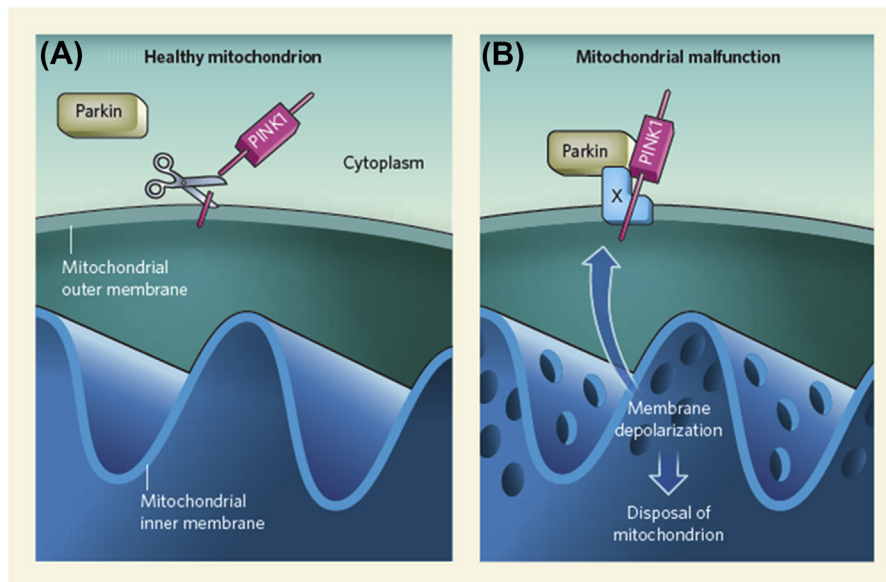 (A)
Healthy mitochondrion
Parkin
PINK1
Cytoplasm
Mitochondrial
outer membrane
Mitochondrial
inner membrane
(B)
Mitochondrial malfunction
Parkin
PINK1
X
Membrane
depolarization
Disposal of
mitochondrion